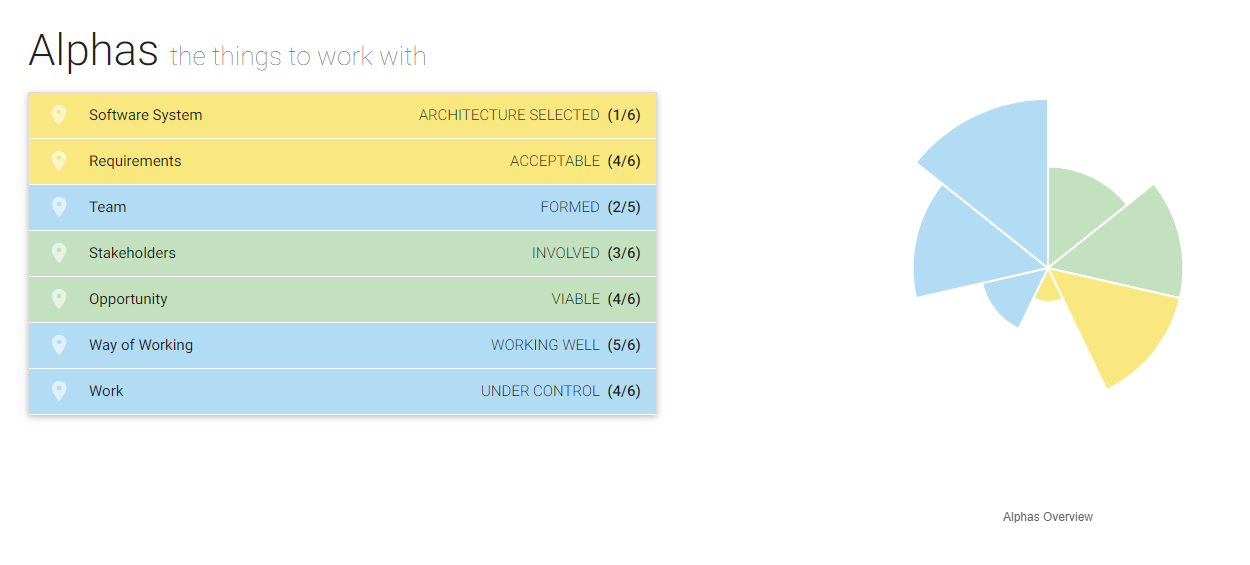 Alphas the things to work with
Software System ARCHITECTURE SELECTED (1/6)
Requirements ACCEPTABLE (4/6)
Team FORMED (2/5)
Stakeholders INVOLVED (3/6)
Opportunity VIABLE (4/6)
Way of Working WORKING WELL (5/6)
Work UNDER CONTROL (4/6)
Alphas Overview